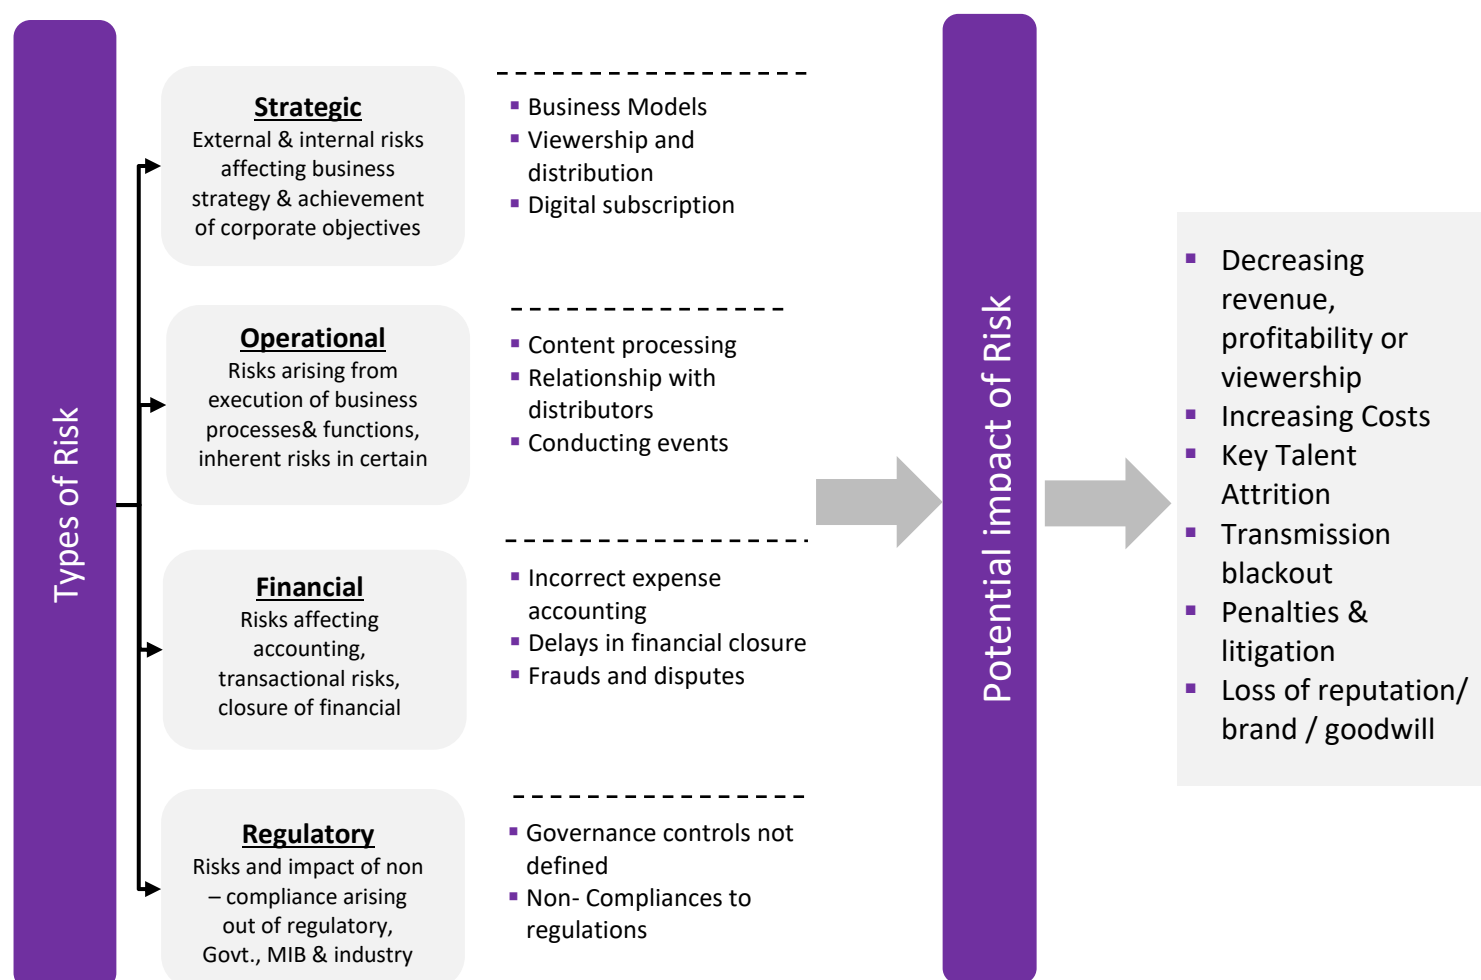 Types of Risk
Strategic
External & internal risks
affecting business
strategy & achievement
of corporate objectives
▪ Business Models
▪ Viewership and
distribution
▪ Digital subscription
Operational
Risks arising from
execution of business
processes& functions,
inherent risks in certain
▪ Content processing
▪ Relationship with
distributors
▪ Conducting events
Financial
Risks affecting
accounting,
transactional risks,
closure of financial
▪ Incorrect expense
accounting
▪ Delays in financial closure
▪ Frauds and disputes
Regulatory
Risks and impact of non
– compliance arising
out of regulatory,
Govt., MIB & industry
▪ Governance controls not
defined
▪ Non- Compliances to
regulations
Potential impact of Risk
▪ Decreasing
revenue,
profitability or
viewership
▪ Increasing Costs
▪ Key Talent
Attrition
▪ Transmission
blackout
▪ Penalties &
litigation
▪ Loss of reputation/
brand / goodwill